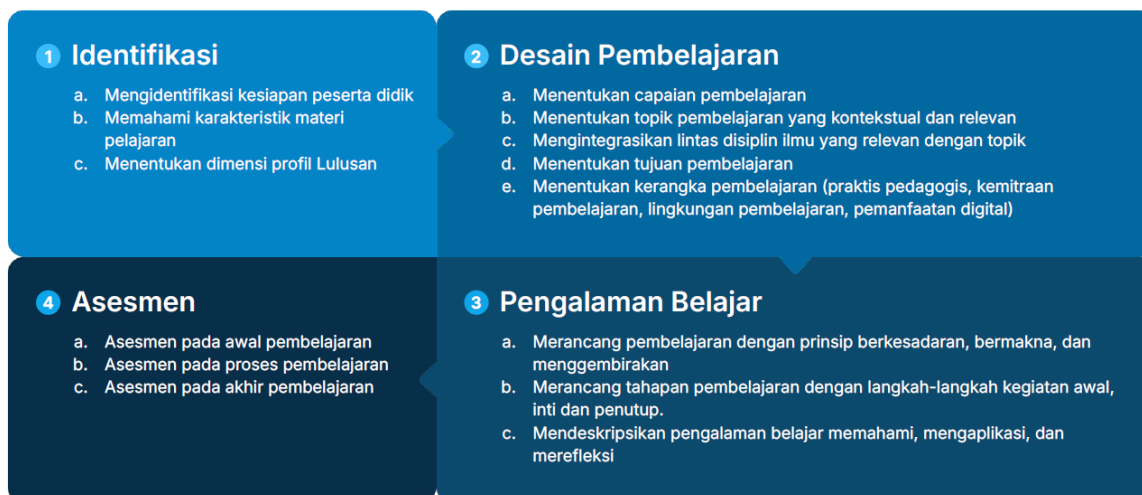 1 Identifikasi
a. Mengidentifikasi kesiapan peserta didik
b. Memahami karakteristik materi
pelajaran
c. Menentukan dimensi profil Lulusan
2 Desain Pembelajaran
a. Menentukan capaian pembelajaran
b. Menentukan topik pembelajaran yang kontekstual dan relevan
c. Mengintegrasikan lintas disiplin ilmu yang relevan dengan topik
d. Menentukan tujuan pembelajaran
e. Menentukan kerangka pembelajaran (praktis pedagogis, kemitraan
pembelajaran, lingkungan pembelajaran, pemanfaatan digital)
3 Pengalaman Belajar
a. Merancang pembelajaran dengan prinsip berkesadaran, bermakna, dan
menggembirakan
b. Merancang tahapan pembelajaran dengan langkah-langkah kegiatan awal,
inti dan penutup.
c. Mendeskripsikan pengalaman belajar memahami, mengaplikasi, dan
merefleksi
4 Asesmen
a. Asesmen pada awal pembelajaran
b. Asesmen pada proses pembelajaran
c. Asesmen pada akhir pembelajaran